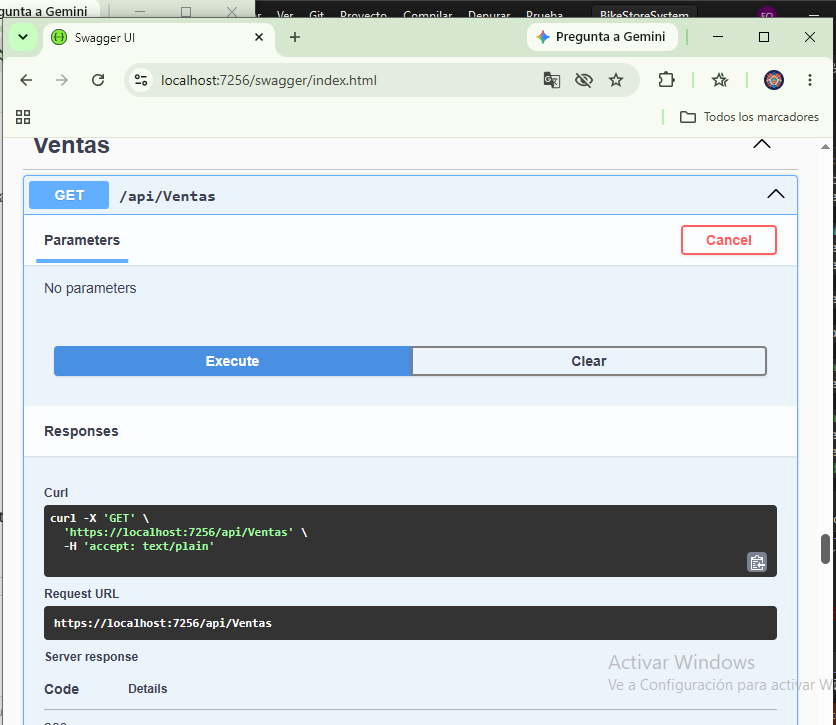 gunta a Gemini
Ver Git Proyecto Compilar Depurar Prueba BikeStoreSystem
Swagger UI
Pregunta a Gemini
localhost:7256/swagger/index.html
Todos los marcadores
Ventas
GET /api/Ventas
Parameters
Cancel
No parameters
Execute
Clear
Responses
Curl
curl -X 'GET' \
'https://localhost:7256/api/Ventas' \
-H 'accept: text/plain'
Request URL
https://localhost:7256/api/Ventas
Server response
Activar Windows
Ve a Configuración para activar Wi
Code Details